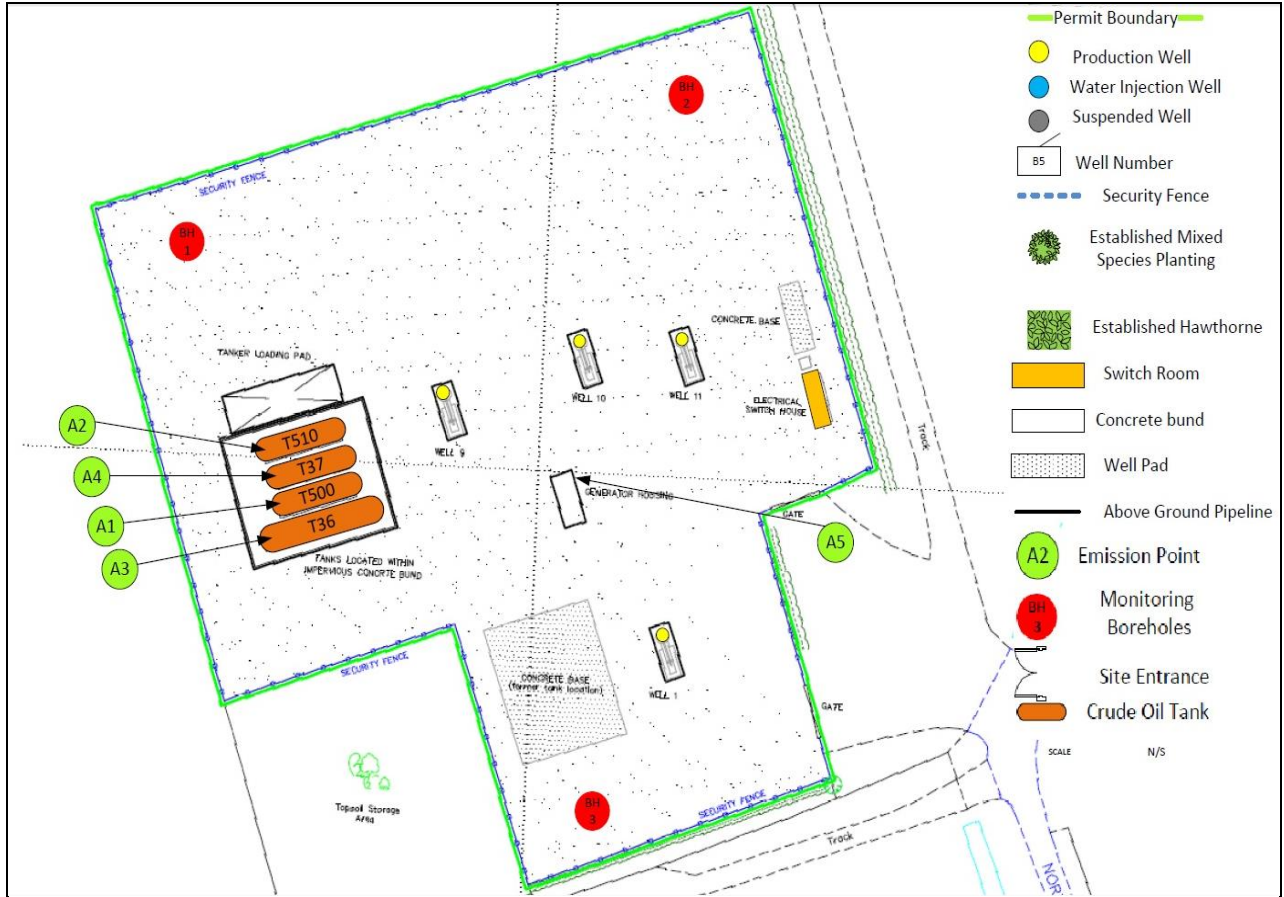 SECURITY FENCE
BH
1
BH
2
TANKER LOADING PAD
A2
A4
A1
A3
T510
T37
T500
T36
TANKS LOCATED WITHIN
IMPERVIOUS CONCRTE BUND
WELL 9
WELL 10
WELL 11
CONCRETE BASE
ELECTRICAL
SWITCH HOUSE
Track
GENERATOR HOUSING
GATE
A5
SECURITY FENCE
CONCRETE BASE
(former tank location)
WELL 1
GATE
Topsoil Storage
Area
BH
3
SECURITY FENCE
Track
NOR
Permit Boundary
Production Well
Water Injection Well
Suspended Well
B5
Well Number
Security Fence
Established Mixed
Species Planting
Established Hawthorne
Switch Room
Concrete bund
Well Pad
Above Ground Pipeline
A2
Emission Point
BH
3
Monitoring
Boreholes
Site Entrance
Crude Oil Tank
SCALE N/S